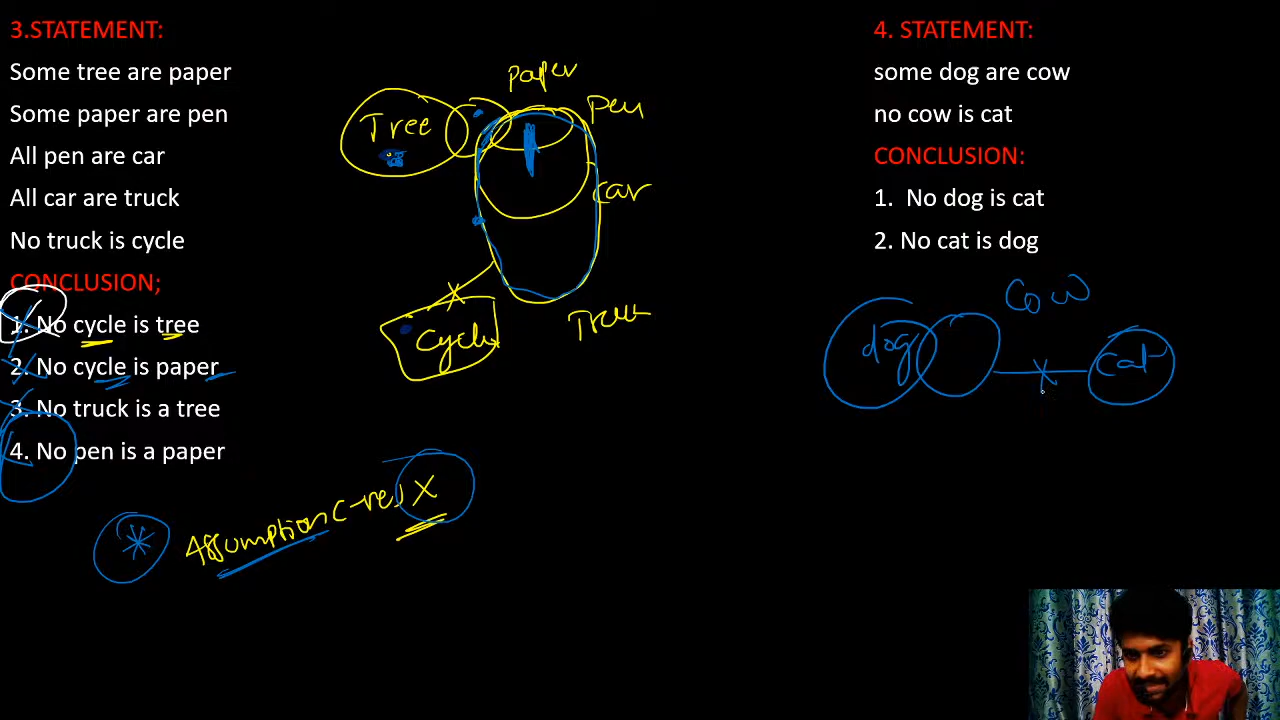 3.STATEMENT:
Some tree are paper
Some paper are pen
All pen are car
All car are truck
No truck is cycle
CONCLUSION;
1. No cycle is tree
2. No cycle is paper
3. No truck is a tree
4. No pen is a paper
paper
Tree
pen
car
Cycle
Assumption C-ve) X
4. STATEMENT:
some dog are cow
no cow is cat
CONCLUSION:
1.  No dog is cat
2. No cat is dog
Cow
dog
cat